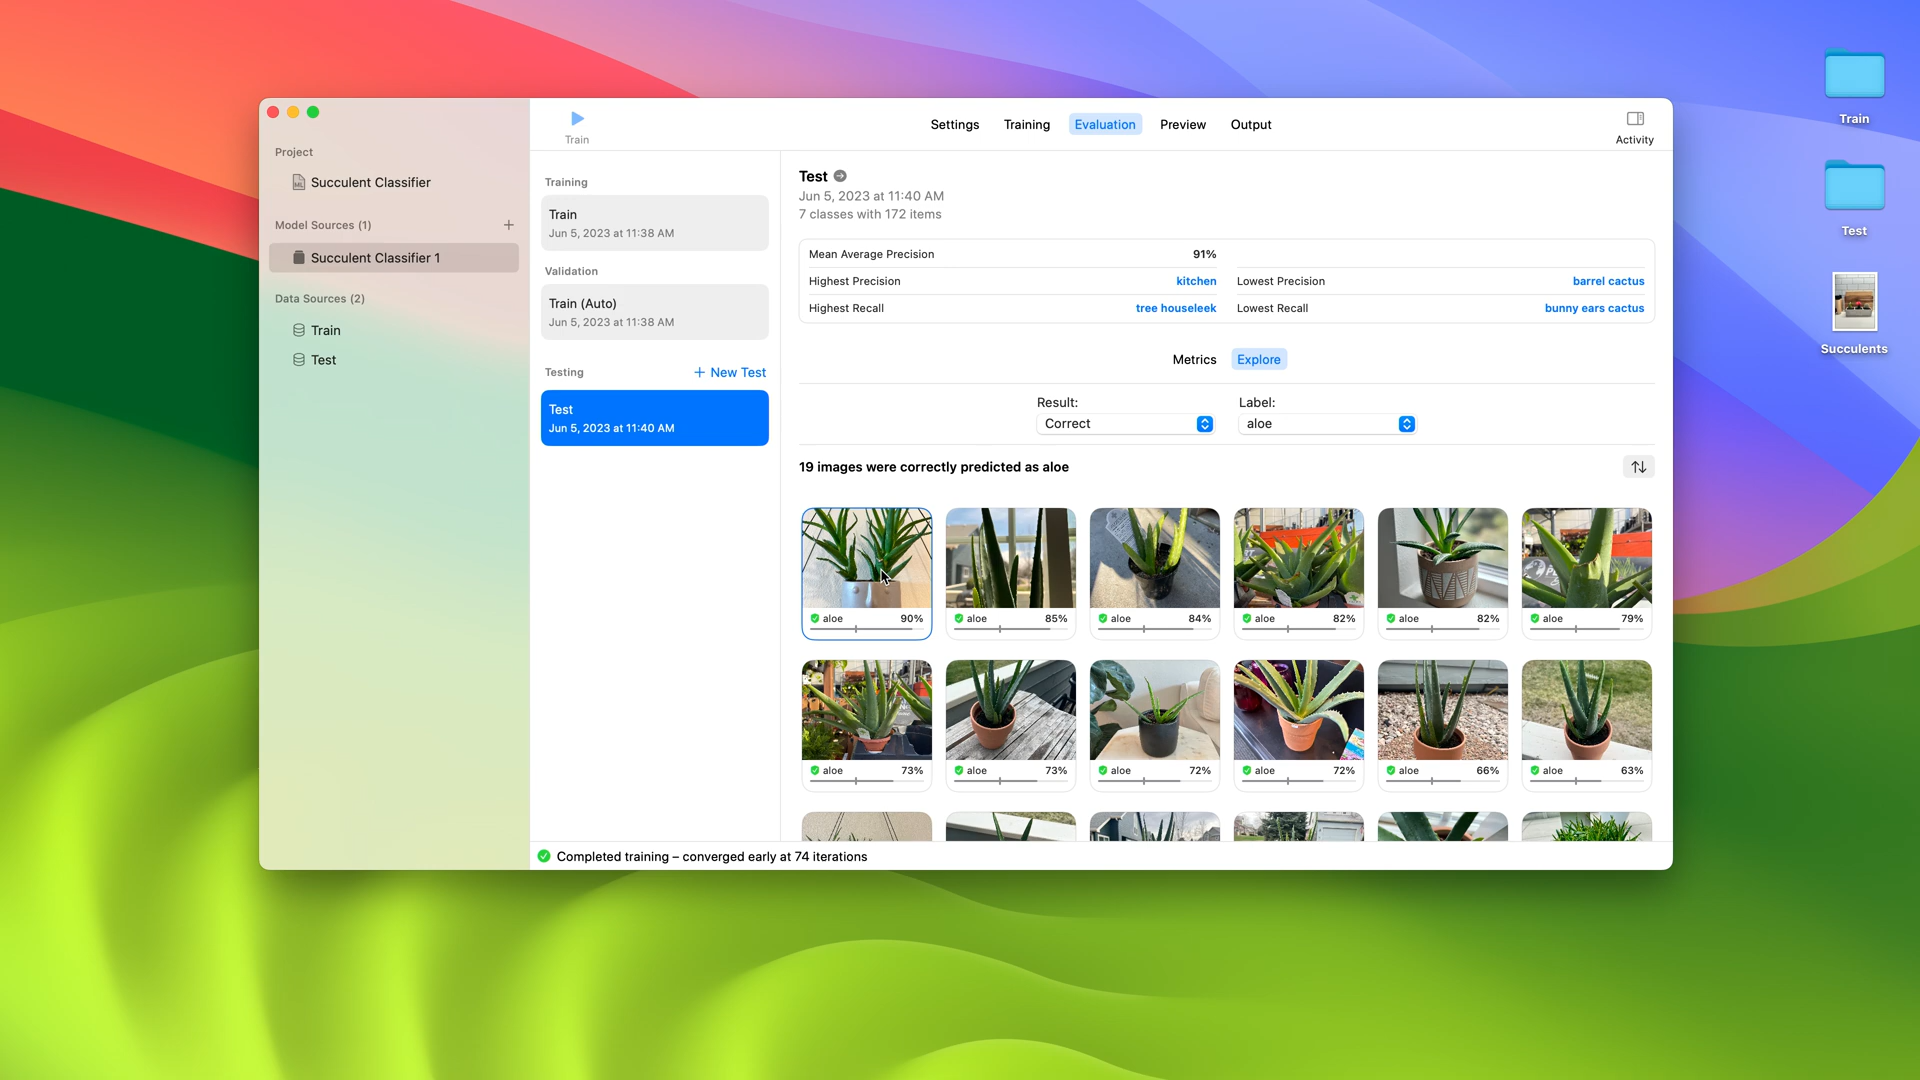 Project
Succulent Classifier
Model Sources (1)
Succulent Classifier 1
Data Sources (2)
Train
Test
Train
Settings
Training
Evaluation
Preview
Output
Activity
Training
Train
Jun 5, 2023 at 11:38 AM
Validation
Train (Auto)
Jun 5, 2023 at 11:38 AM
Testing
+ New Test
Test
Jun 5, 2023 at 11:40 AM
Test
Jun 5, 2023 at 11:40 AM
7 classes with 172 items
Mean Average Precision 91%
Highest Precision kitchen Lowest Precision barrel cactus
Highest Recall tree houseleek Lowest Recall bunny ears cactus
Metrics Explore
Result: Label:
Correct aloe
19 images were correctly predicted as aloe
aloe 90% aloe 85% aloe 84% aloe 82% aloe 82% aloe 79%
aloe 73% aloe 73% aloe 72% aloe 72% aloe 66% aloe 63%
Completed training – converged early at 74 iterations
Train
Test
Succulents